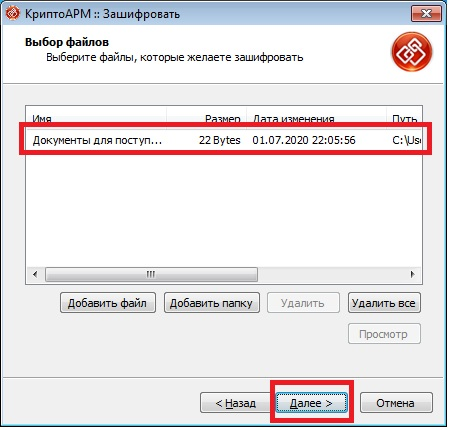 КриптоАРМ :: Зашифровать
Выбор файлов
Выберите файлы, которые желаете зашифровать
Имя Размер Дата изменения Путь
Документы для поступ... 22 Bytes 01.07.2020 22:05:56 C:\Use
Добавить файл Добавить папку Удалить Удалить все
Просмотр
< Назад Далее > Отмена